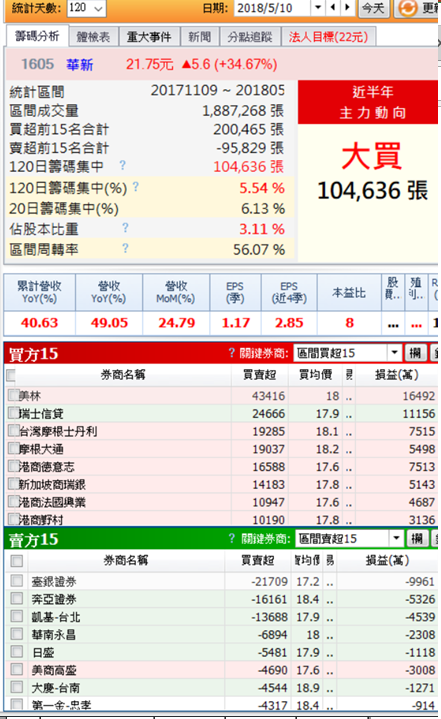 統計天數: 120 日期: 2018/5/10 今天 更新
籌碼分析 體檢表 重大事件 新聞 分點追蹤 法人目標(22元)
1605 華新 21.75元 ▲5.6 (+34.67%)
統計區間 20171109 ~ 201805
區間成交量 1,887,268 張
買超前15名合計 200,465 張
賣超前15名合計 -95,829 張
120日籌碼集中 ? 104,636 張
120日籌碼集中(%) ? 5.54 %
20日籌碼集中(%) 6.13 %
佔股本比重 ? 3.11 %
區間周轉率 ? 56.07 %
近半年
主力動向
大買
104,636 張
累計營收 YoY(%) 營收 YoY(%) 營收 MoM(%) EPS (季) EPS (近4季) 本益比 股.. 殖利..
40.63 49.05 24.79 1.17 2.85 8 ... ...
買方15 ? 關鍵券商: 區間買超15
券商名稱 買賣超 買均價 損益(萬)
美林 43416 18 .. 16492
瑞士信貸 24666 17.9 .. 11156
台灣摩根士丹利 19285 18.1 .. 7515
摩根大通 19037 18.2 .. 5498
港商德意志 16588 17.6 .. 7513
新加坡商瑞銀 14183 17.8 .. 5143
港商法國興業 10947 17.6 .. 4687
港商野村 10190 17.8 .. 3136
賣方15 ? 關鍵券商: 區間賣超15
券商名稱 買賣超 賣均價 損益(萬)
臺銀證券 -21709 17.2 .. -9961
奔亞證券 -16161 18.4 .. -5326
凱基-台北 -13688 17.9 .. -4539
華南永昌 -6894 18 .. -2308
日盛 -5481 17.9 .. -1118
美商高盛 -4690 17.6 .. -3008
大慶-台南 -4544 18.9 .. -1271
第一金-忠孝 -4317 18.4 .. -914